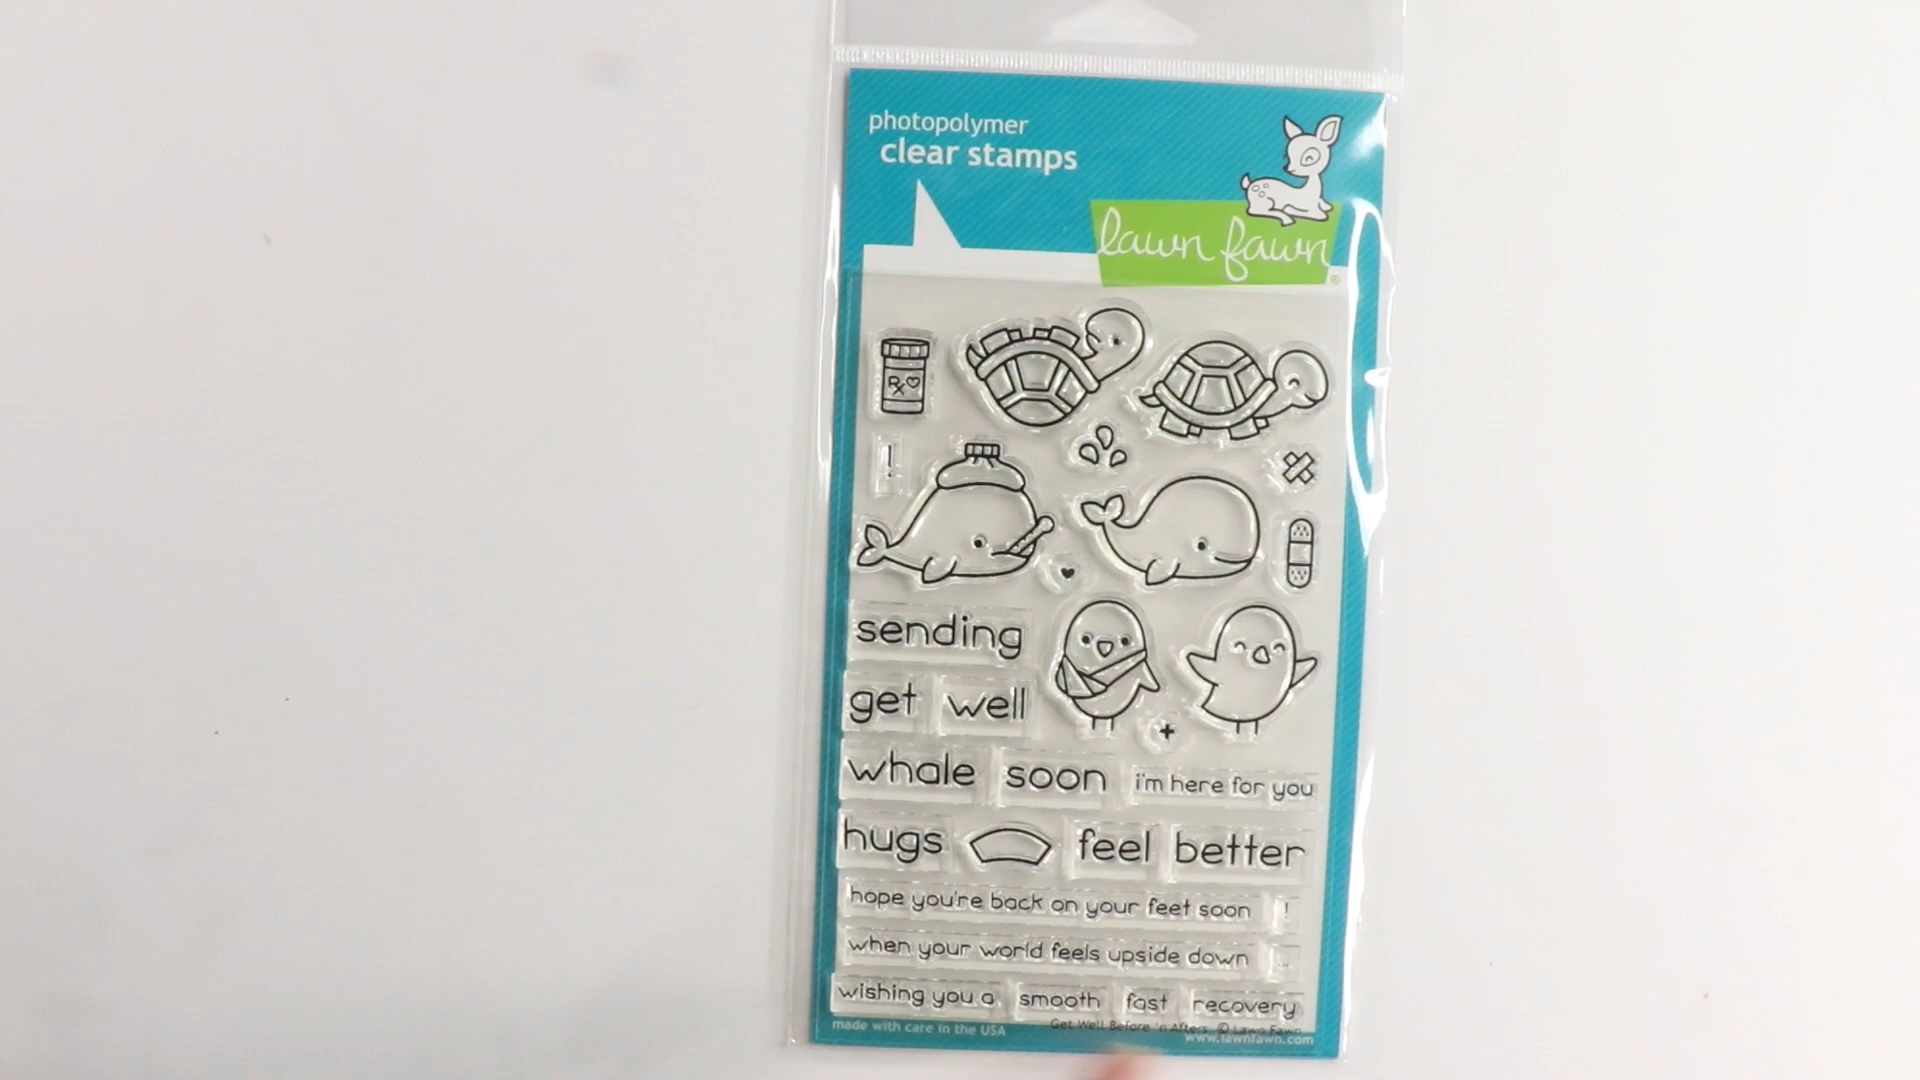 photopolymer
clear stamps
lawn fawn
®
Rx
!
sending
get well
whale soon i'm here for you
hugs feel better
hope you're back on your feet soon !
when your world feels upside down ...
wishing you a smooth fast recovery
made with care in the USA Get Well Before 'n Afters © Lawn Fawn
www.lawnfawn.com